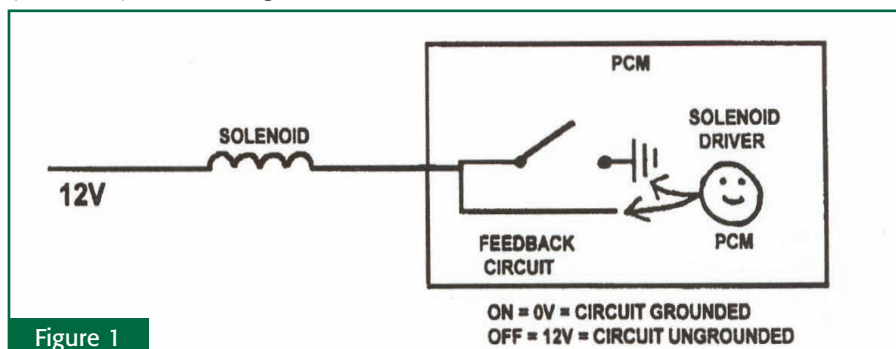 PCM
SOLENOID
SOLENOID
DRIVER
12V
FEEDBACK
CIRCUIT
PCM
ON = 0V = CIRCUIT GROUNDED
OFF = 12V = CIRCUIT UNGROUNDED
Figure 1